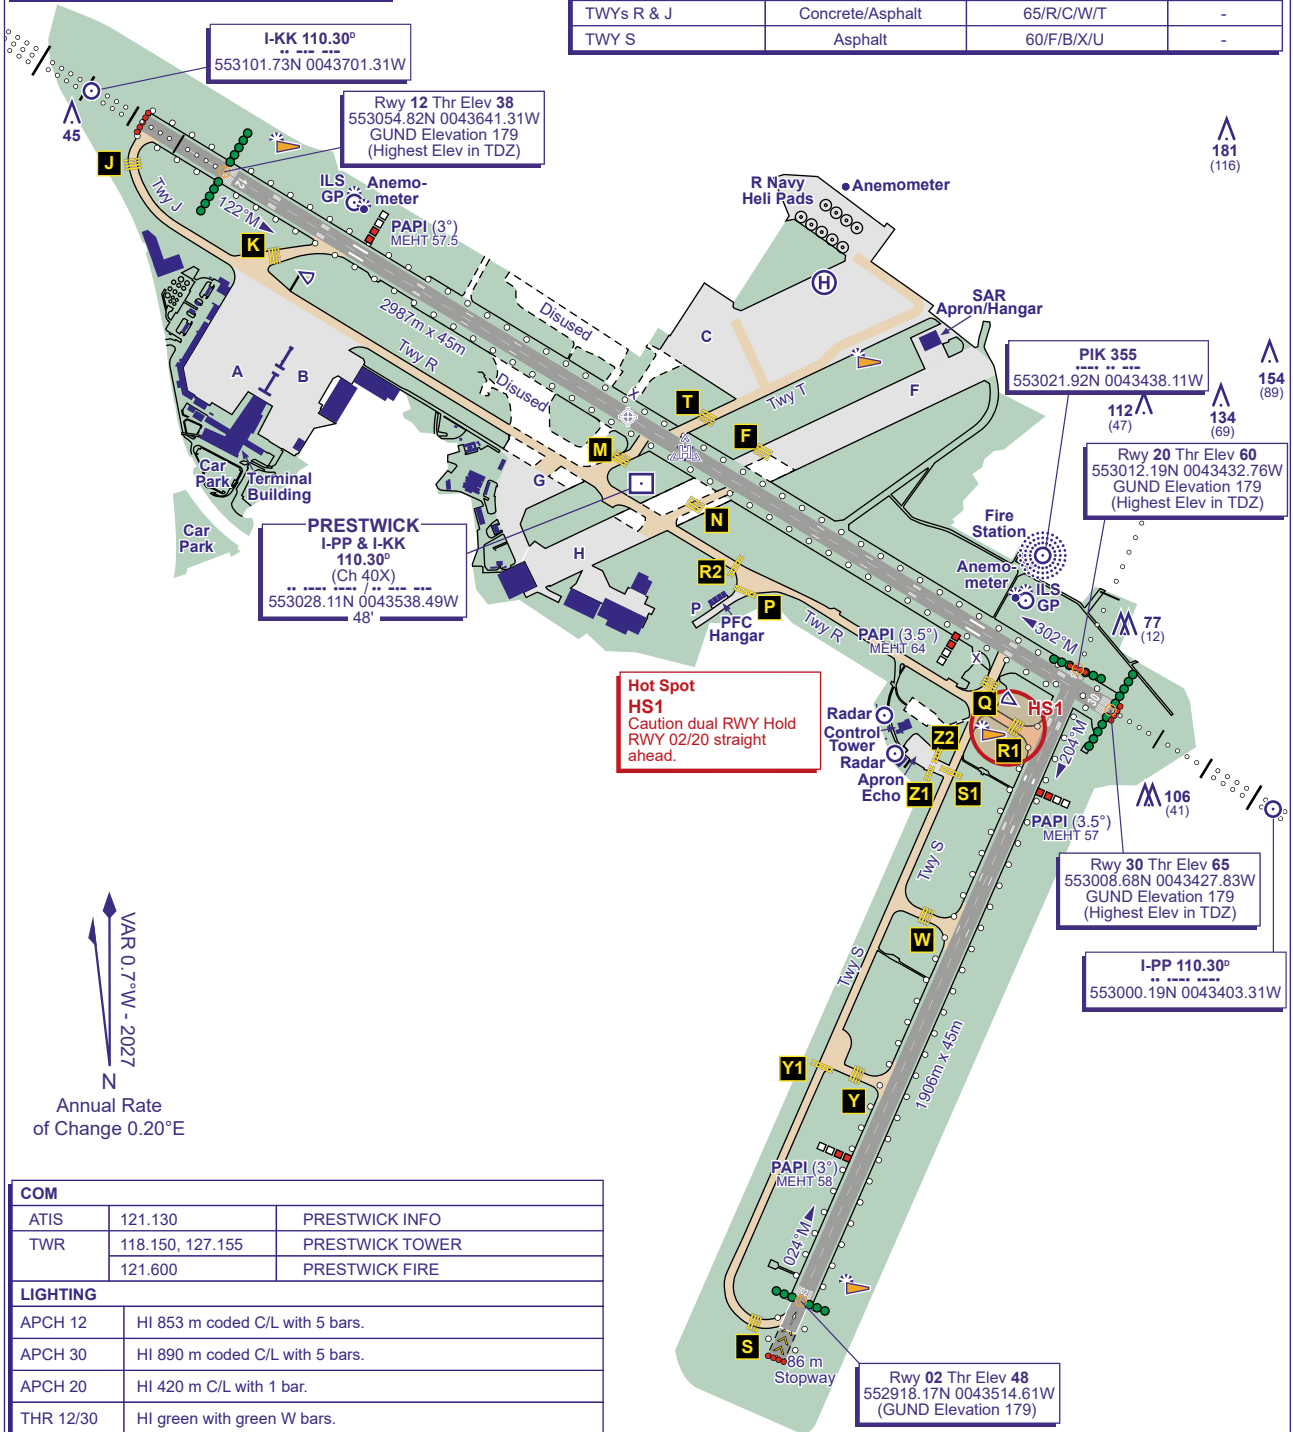 TWYs R & J Concrete/Asphalt 65/R/C/W/T -
TWY S Asphalt 60/F/B/X/U -
I-KK 110.30ᴰ
553101.73N 0043701.31W
45
Rwy 12 Thr Elev 38
553054.82N 0043641.31W
GUND Elevation 179
(Highest Elev in TDZ)
181
(116)
J
Twy J
12
122°M
K
ILS
GP
Anemo-
meter
PAPI (3°)
MEHT 57.5
R Navy
Heli Pads
Anemometer
H
SAR
Apron/Hangar
C
Disused
2987m x 45m
Twy R
Disused
A
B
T
Twy T
F
F
M
H
G
N
H
PIK 355
553021.92N 0043438.11W
154
(89)
112
(47)
134
(69)
Rwy 20 Thr Elev 60
553012.19N 0043432.76W
GUND Elevation 179
(Highest Elev in TDZ)
Car
Park
Terminal
Building
Car
Park
PRESTWICK
I-PP & I-KK
110.30ᴰ
(Ch 40X)
553028.11N 0043538.49W
48'
Fire
Station
Anemo-
meter
ILS
GP
R2
P
P
PFC
Hangar
Twy R
PAPI (3.5°)
MEHT 64
X
X
302°M
77
(12)
30
Hot Spot
HS1
Caution dual RWY Hold
RWY 02/20 straight
ahead.
Q
HS1
R1
204°M
Radar
Control
Tower
Radar
Apron
Echo
Z2
Z1
S1
106
(41)
PAPI (3.5°)
MEHT 57
Twy S
Rwy 30 Thr Elev 65
553008.68N 0043427.83W
GUND Elevation 179
(Highest Elev in TDZ)
W
Twy S
I-PP 110.30ᴰ
553000.19N 0043403.31W
VAR 0.7°W - 2027
N
Annual Rate
of Change 0.20°E
1906m x 45m
Y1
Y
PAPI (3°)
MEHT 58
024°M
S
86 m
Stopway
Rwy 02 Thr Elev 48
552918.17N 0043514.61W
(GUND Elevation 179)
COM
ATIS 121.130 PRESTWICK INFO
TWR 118.150, 127.155 PRESTWICK TOWER
121.600 PRESTWICK FIRE
LIGHTING
APCH 12 HI 853 m coded C/L with 5 bars.
APCH 30 HI 890 m coded C/L with 5 bars.
APCH 20 HI 420 m C/L with 1 bar.
THR 12/30 HI green with green W bars.